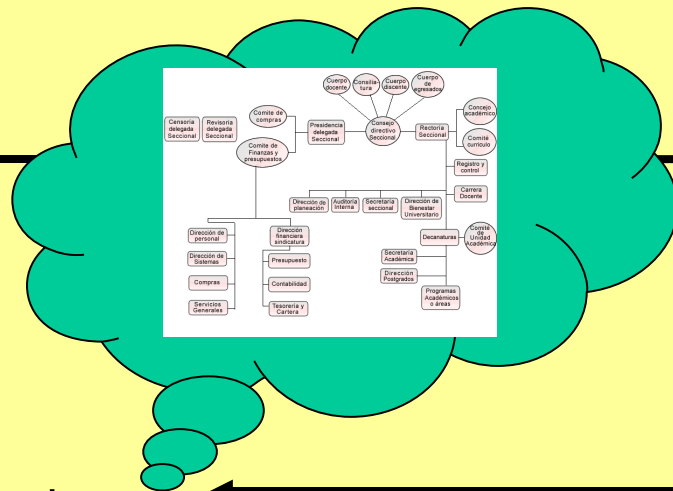 Cuerpo
docente
Consilia-
tura
Cuerpo
discente
Cuerpo
de
egresados
Concejo
académico
Comité
curriculo
Comite de
compras
Censoria
delegada
Seccional
Revisoria
delegada
Seccional
Comite de
Finanzas y
presupuestos
Presidencia
delegada
Seccional
Consejo
directivo
Seccional
Rectoria
Seccional
Registro y
control
Carrera
Docente
Dirección de
planeación
Auditoria
Interna
Secretaria
seccional
Dirección de
Bienestar
Universitario
Dirección de
personal
Dirección
financiera
sindicatura
Decanaturas
Comité
de
Unidad
Académica
Dirección de
Sistemas
Presupuesto
Secretaria
Académica
Compras
Contabilidad
Dirección
Postgrados
Servicios
Generales
Tesoreria y
Cartera
Programas
Académicos
o áreas